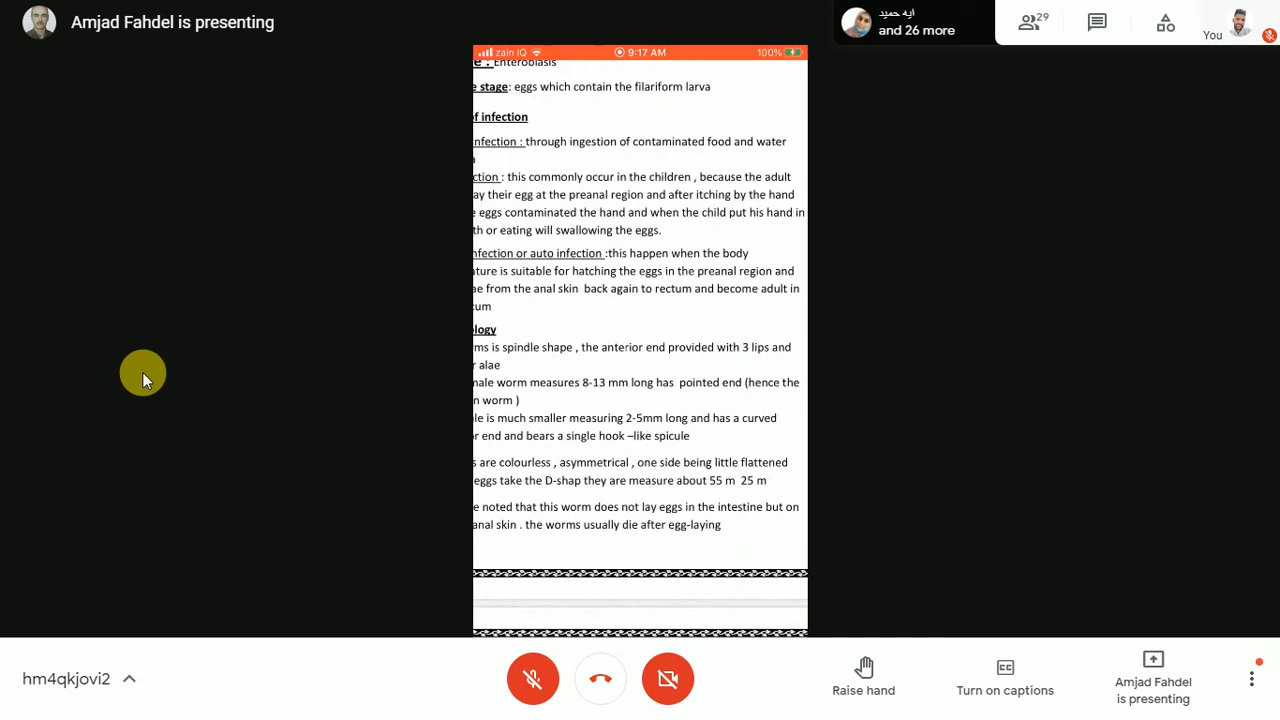 Amjad Fahdel is presenting
ايه حميد
and 26 more
29
You
zain IQ
9:17 AM
100%
e : Enterobiasis
e stage: eggs which contain the filariform larva
of infection
nfection : through ingestion of contaminated food and water
ction : this commonly occur in the children , because the adult
ay their egg at the preanal region and after itching by the hand
e eggs contaminated the hand and when the child put his hand in
th or eating will swallowing the eggs.
nfection or auto infection :this happen when the body
ature is suitable for hatching the eggs in the preanal region and
ae from the anal skin back again to rectum and become adult in
cum
ology
ms is spindle shape , the anterior end provided with 3 lips and
r alae
male worm measures 8-13 mm long has pointed end (hence the
n worm )
le is much smaller measuring 2-5mm long and has a curved
or end and bears a single hook –like spicule
s are colourless , asymmetrical , one side being little flattened
eggs take the D-shap they are measure about 55 m 25 m
e noted that this worm does not lay eggs in the intestine but on
anal skin . the worms usually die after egg-laying
hm4qkjovi2
Raise hand
Turn on captions
Amjad Fahdel
is presenting